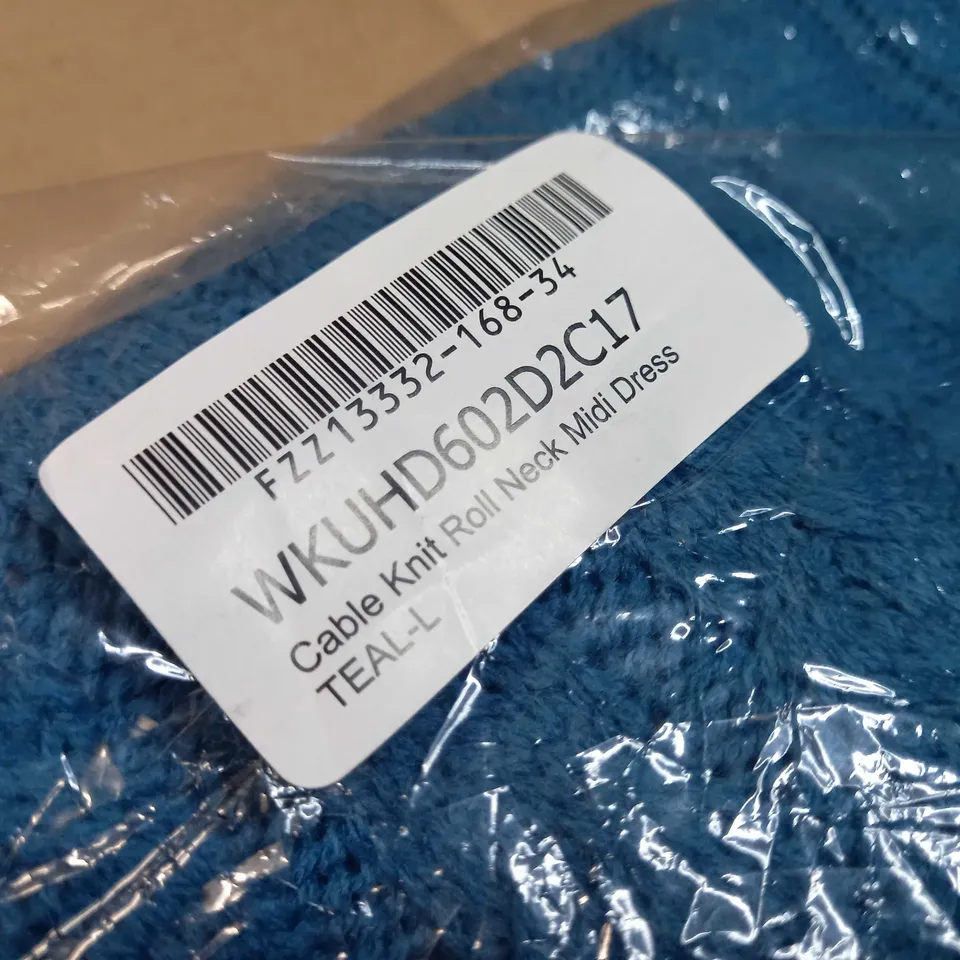 FZZ13332-168-34
WKUHD602D2C17
Cable Knit Roll Neck Midi Dress
TEAL-L